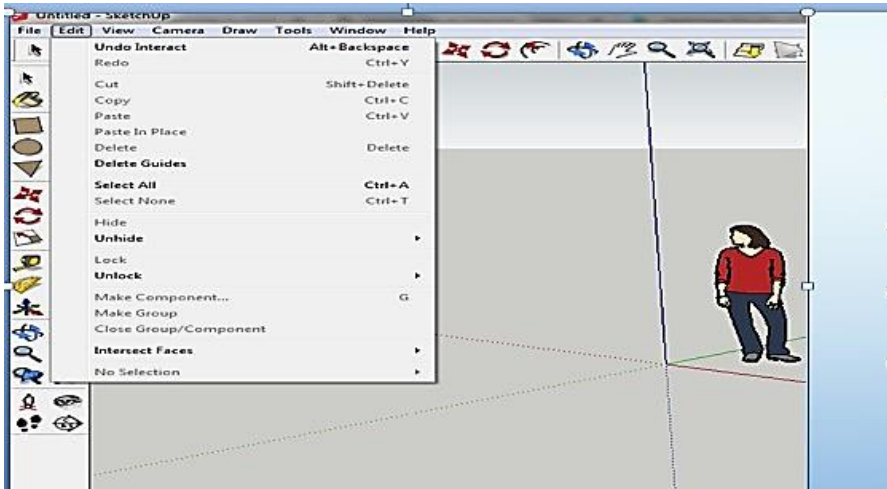 Untitled - SketchUp
File Edit View Camera Draw Tools Window Help
Undo Interact Alt+Backspace
Redo Ctrl+Y
Cut Shift+Delete
Copy Ctrl+C
Paste Ctrl+V
Paste In Place
Delete Delete
Delete Guides
Select All Ctrl+A
Select None Ctrl+T
Hide
Unhide
Lock
Unlock
Make Component... G
Make Group
Close Group/Component
Intersect Faces
No Selection